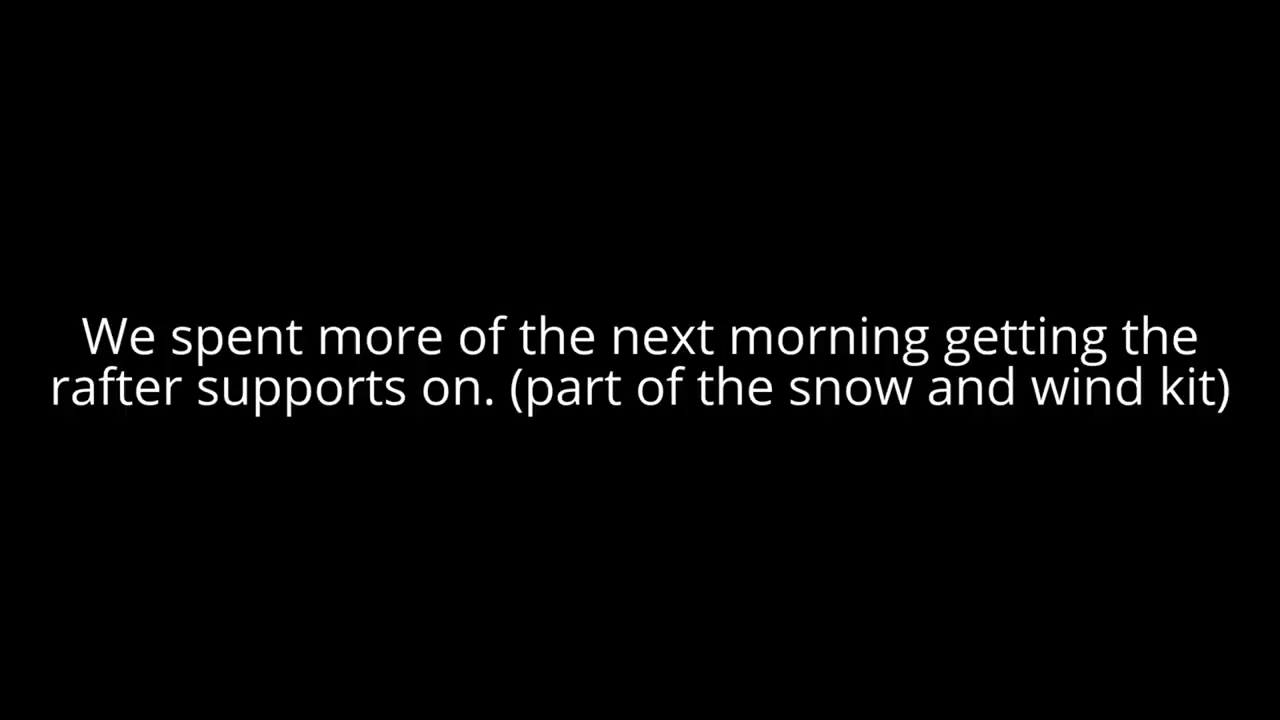 We spent more of the next morning getting the
rafter supports on. (part of the snow and wind kit)